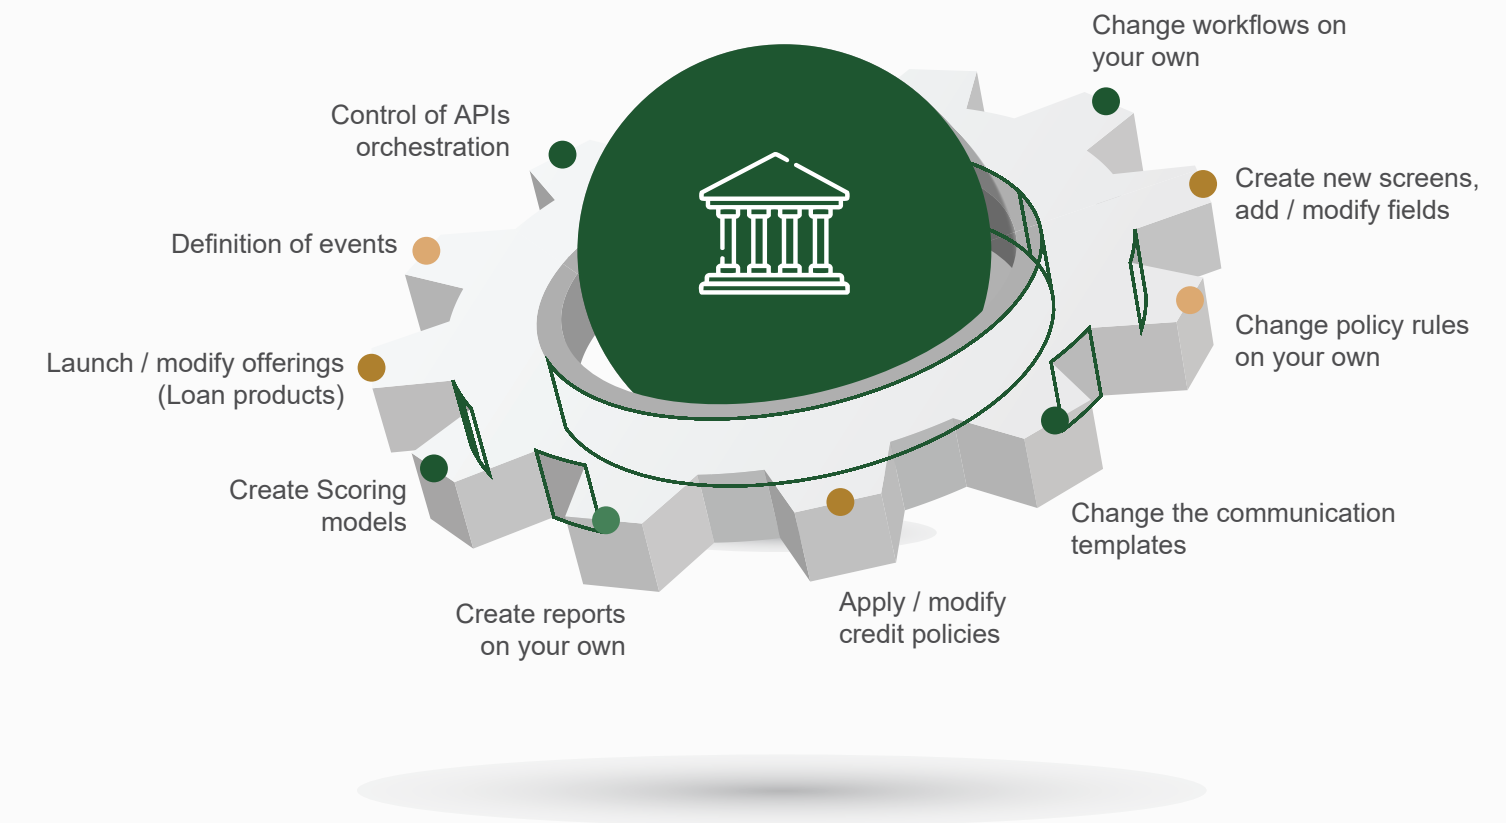 Change workflows on
your own
Control of APIs
orchestration
Create new screens,
add / modify fields
Definition of events
Change policy rules
on your own
Launch / modify offerings
(Loan products)
Create Scoring
models
Change the communication
templates
Create reports
on your own
Apply / modify
credit policies